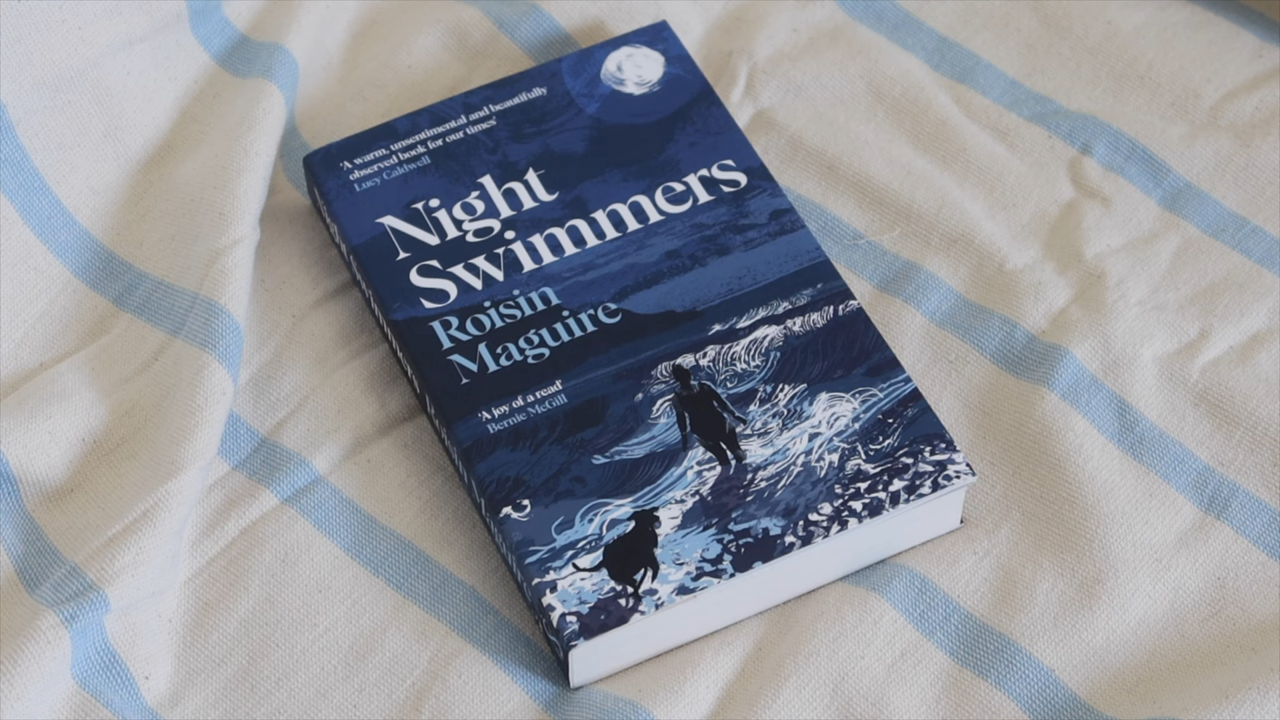 'A warm, unsentimental and beautifully
observed book for our times'
Lucy Caldwell
Night
Swimmers
Roisin
Maguire
'A joy of a read'
Bernie McGill